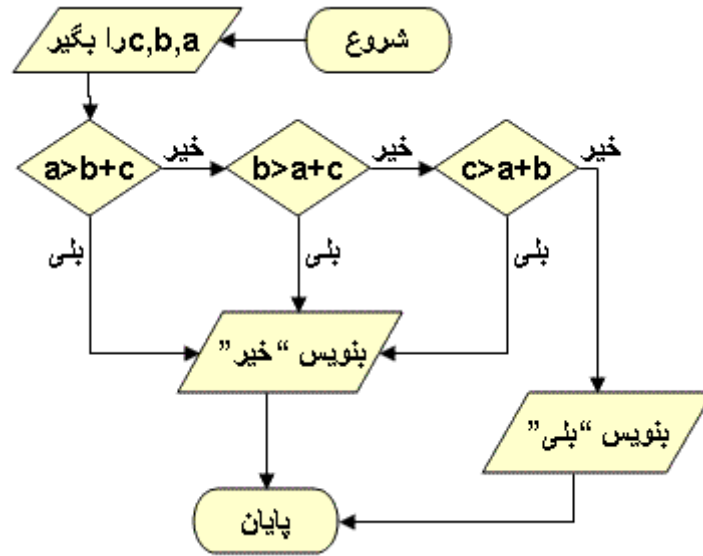 شروع
c,b,a را بگیر
a>b+c
خیر
b>a+c
خیر
c>a+b
خیر
بلی
بلی
بلی
بنویس “خیر”
بنویس “بلی”
پایان